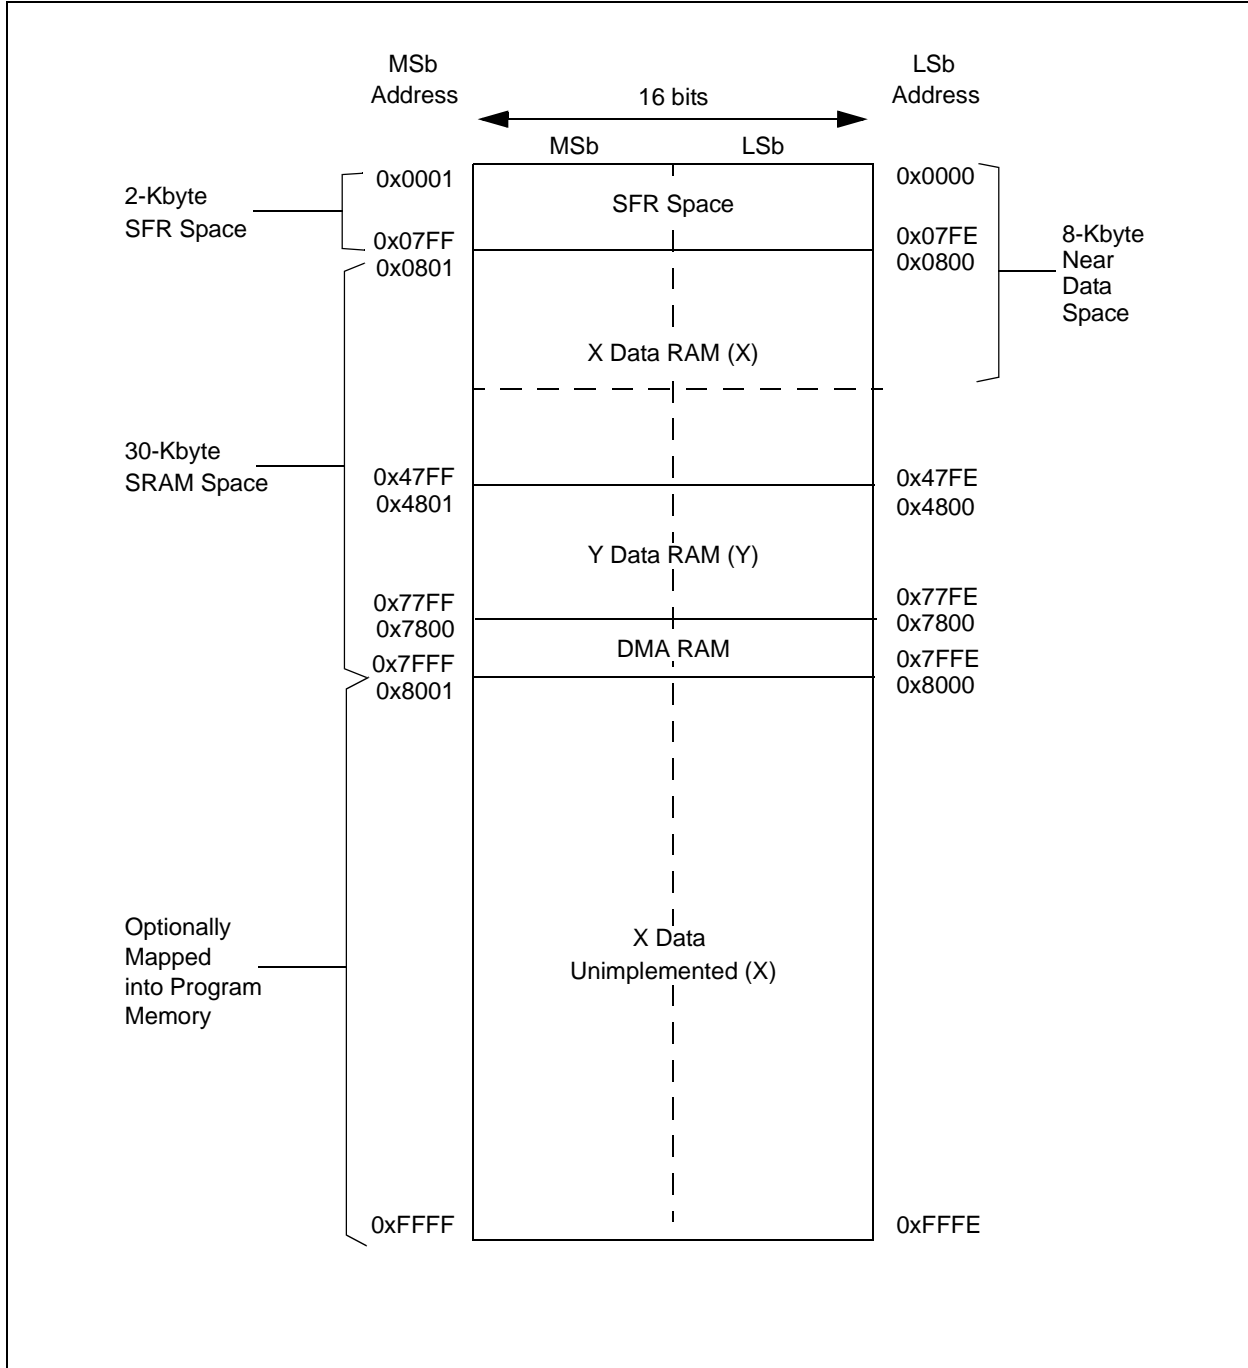 MSb
Address
LSb
Address
16 bits
MSb
LSb
0x0001
0x0000
2-Kbyte
SFR Space
SFR Space
0x07FF
0x07FE
0x0801
0x0800
8-Kbyte
Near
Data
Space
X Data RAM (X)
30-Kbyte
SRAM Space
0x47FF
0x47FE
0x4801
0x4800
Y Data RAM (Y)
0x77FF
0x77FE
0x7800
0x7800
DMA RAM
0x7FFF
0x7FFE
0x8001
0x8000
Optionally
Mapped
into Program
Memory
X Data
Unimplemented (X)
0xFFFF
0xFFFE